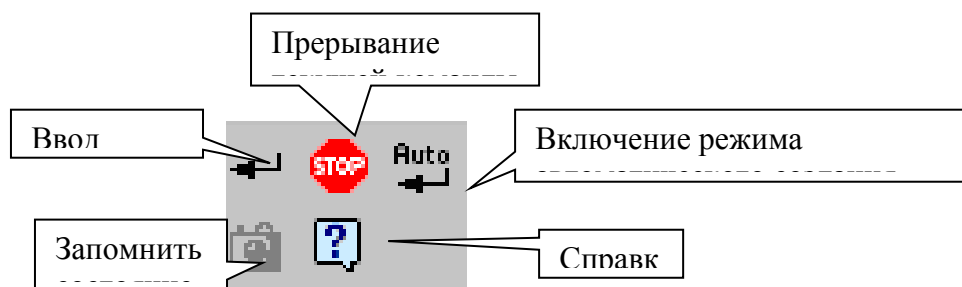 Прерывание
Ввод
STOP
Auto
Включение режима
Запомнить
?
Справк